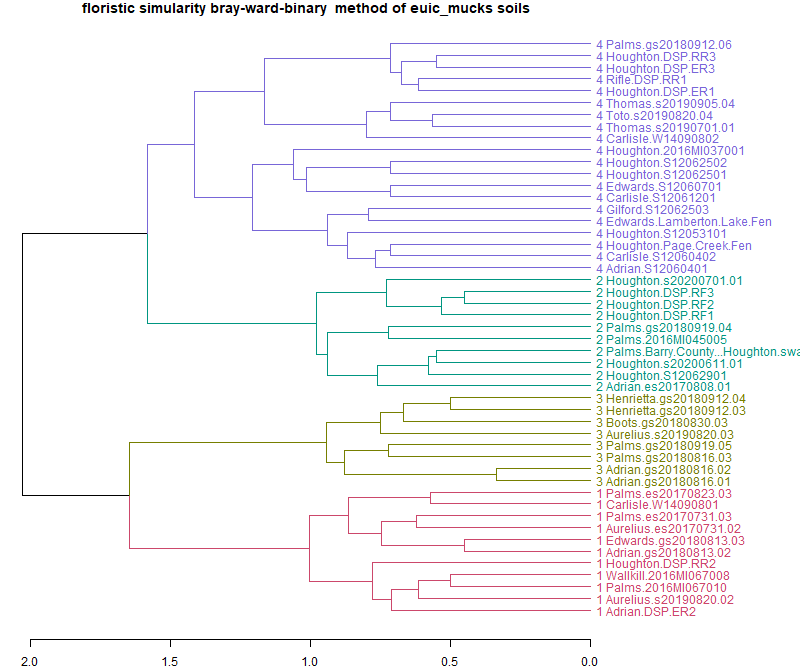 floristic simularity bray-ward-binary method of euic_mucks soils
4 Palms.gs20180912.06
4 Houghton.DSP.RR3
4 Houghton.DSP.ER3
4 Rifle.DSP.RR1
4 Houghton.DSP.ER1
4 Thomas.s20190905.04
4 Toto.s20190820.04
4 Thomas.s20190701.01
4 Carlisle.W14090802
4 Houghton.2016MI037001
4 Houghton.S12062502
4 Houghton.S12062501
4 Edwards.S12060701
4 Carlisle.S12061201
4 Gilford.S12062503
4 Edwards.Lamberton.Lake.Fen
4 Houghton.S12053101
4 Houghton.Page.Creek.Fen
4 Carlisle.S12060402
4 Adrian.S12060401
2 Houghton.s20200701.01
2 Houghton.DSP.RF3
2 Houghton.DSP.RF2
2 Houghton.DSP.RF1
2 Palms.gs20180919.04
2 Palms.2016MI045005
2 Palms.Barry.County...Houghton.swa
2 Houghton.s20200611.01
2 Houghton.S12062901
2 Adrian.es20170808.01
3 Henrietta.gs20180912.04
3 Henrietta.gs20180912.03
3 Boots.gs20180830.03
3 Aurelius.s20190820.03
3 Palms.gs20180919.05
3 Palms.gs20180816.03
3 Adrian.gs20180816.02
3 Adrian.gs20180816.01
1 Palms.es20170823.03
1 Carlisle.W14090801
1 Palms.es20170731.03
1 Aurelius.es20170731.02
1 Edwards.gs20180813.03
1 Adrian.gs20180813.02
1 Houghton.DSP.RR2
1 Wallkill.2016MI067008
1 Palms.2016MI067010
1 Aurelius.s20190820.02
1 Adrian.DSP.ER2
2.0 1.5 1.0 0.5 0.0